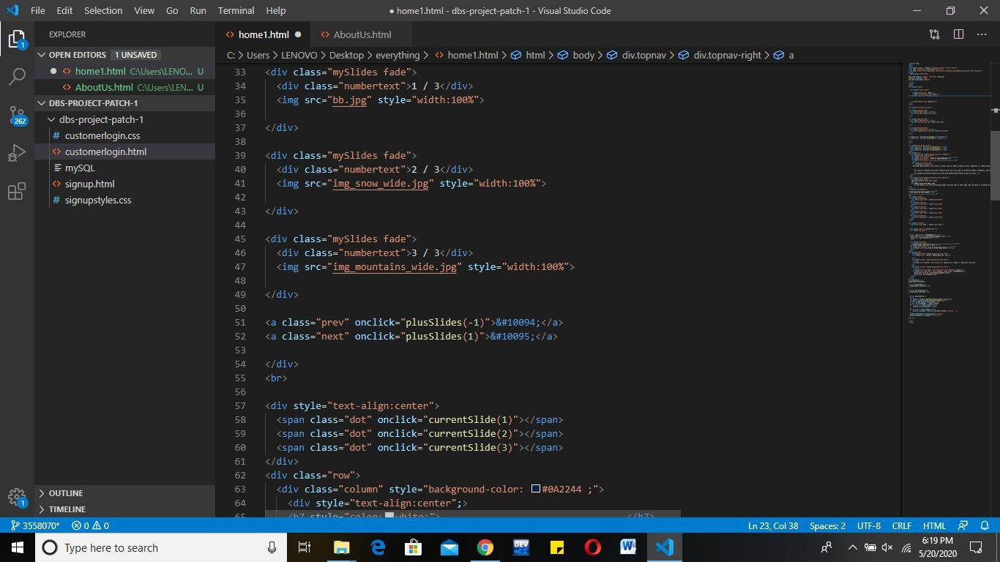 File Edit Selection View Go Run Terminal Help
● home1.html - dbs-project-patch-1 - Visual Studio Code
EXPLORER
OPEN EDITORS 1 UNSAVED
● home1.html C:\Users\LENO... U
AboutUs.html C:\Users\LEN... U
DBS-PROJECT-PATCH-1
dbs-project-patch-1
# customerlogin.css
<> customerlogin.html
mySQL
<> signup.html
# signupstyles.css
OUTLINE
TIMELINE
1
262
1
<> home1.html ●
<> AboutUs.html
C: > Users > LENOVO > Desktop > everything > <> home1.html > html > body > div.topnav > div.topnav-right > a
33 <div class="mySlides fade">
34 <div class="numbertext">1 / 3</div>
35 <img src="bb.jpg" style="width:100%">
36
37 </div>
38
39 <div class="mySlides fade">
40 <div class="numbertext">2 / 3</div>
41 <img src="img_snow_wide.jpg" style="width:100%">
42
43 </div>
44
45 <div class="mySlides fade">
46 <div class="numbertext">3 / 3</div>
47 <img src="img_mountains_wide.jpg" style="width:100%">
48
49 </div>
50
51 <a class="prev" onclick="plusSlides(-1)">&#10094;</a>
52 <a class="next" onclick="plusSlides(1)">&#10095;</a>
53
54 </div>
55 <br>
56
57 <div style="text-align:center">
58 <span class="dot" onclick="currentSlide(1)"></span>
59 <span class="dot" onclick="currentSlide(2)"></span>
60 <span class="dot" onclick="currentSlide(3)"></span>
61 </div>
62 <div class="row">
63 <div class="column" style="background-color: #0A2244 ;">
64 <div style="text-align:center";>
65 <h7 style="color: white;"> </h7>
3558070* 0 0
Ln 23, Col 38 Spaces: 2 UTF-8 CRLF HTML
Type here to search
DEV
6:19 PM
5/20/2020